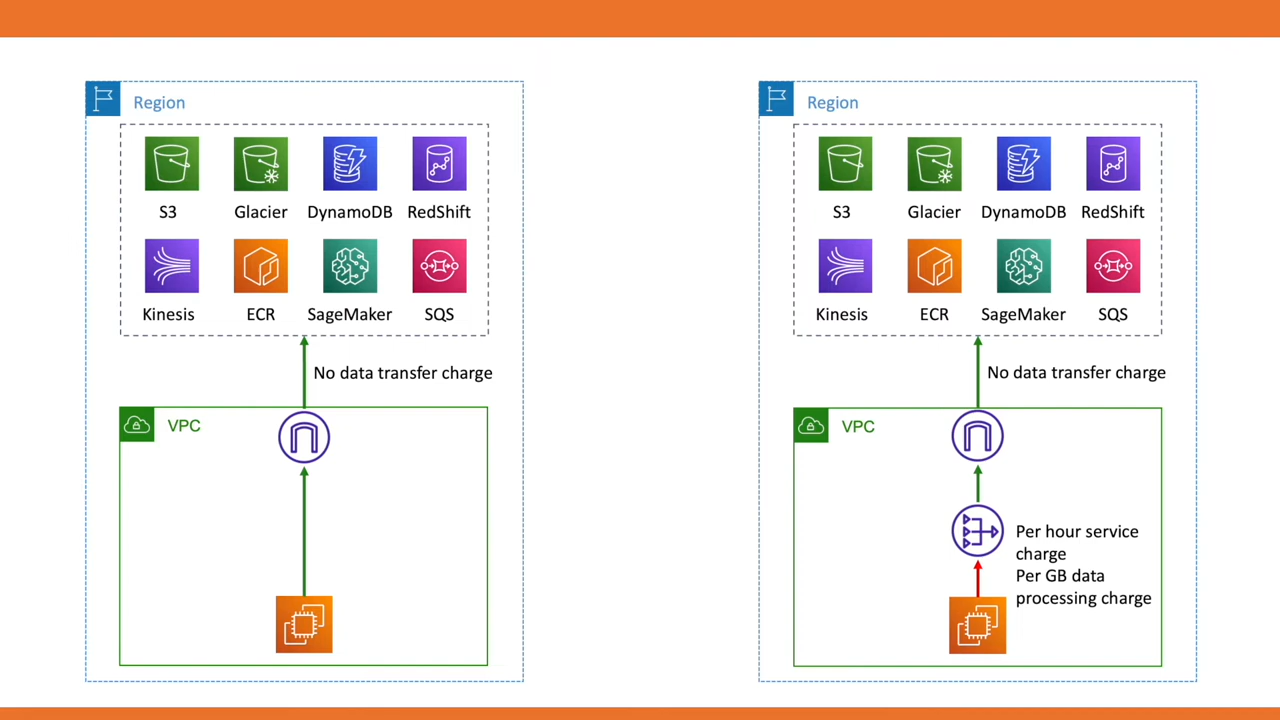 Region
S3 Glacier DynamoDB RedShift
Kinesis ECR SageMaker SQS
No data transfer charge
VPC
Region
S3 Glacier DynamoDB RedShift
Kinesis ECR SageMaker SQS
No data transfer charge
VPC
Per hour service
charge
Per GB data
processing charge